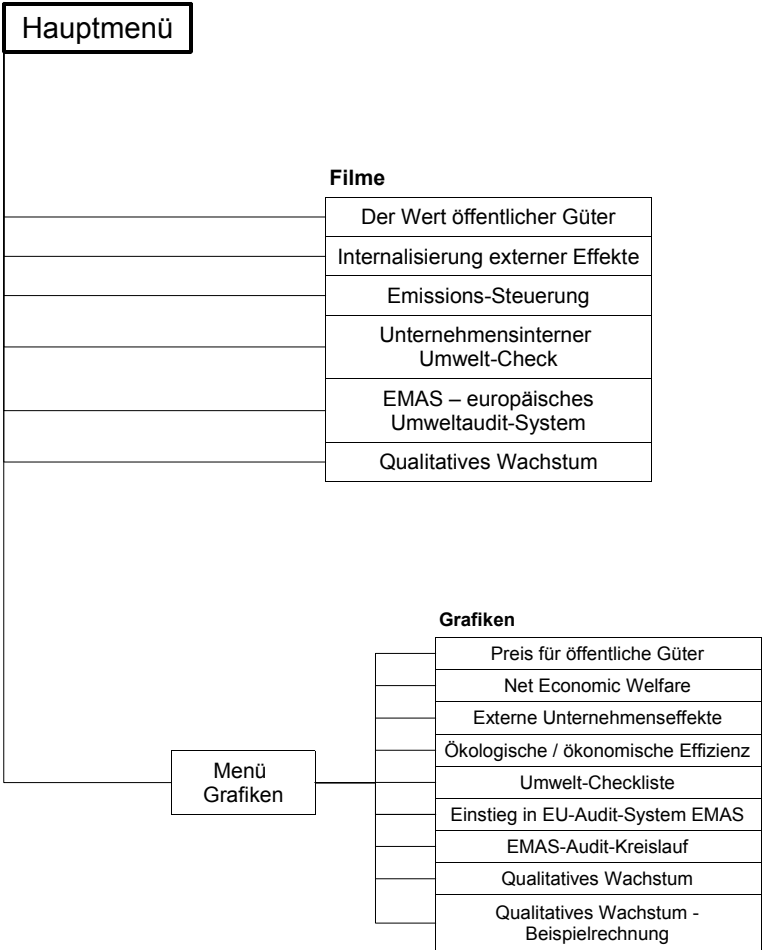 Hauptmenü
Filme
Der Wert öffentlicher Güter
Internalisierung externer Effekte
Emissions-Steuerung
Unternehmensinterner
Umwelt-Check
EMAS – europäisches
Umweltaudit-System
Qualitatives Wachstum
Grafiken
Preis für öffentliche Güter
Net Economic Welfare
Externe Unternehmenseffekte
Ökologische / ökonomische Effizienz
Menü
Grafiken
Umwelt-Checkliste
Einstieg in EU-Audit-System EMAS
EMAS-Audit-Kreislauf
Qualitatives Wachstum
Qualitatives Wachstum -
Beispielrechnung